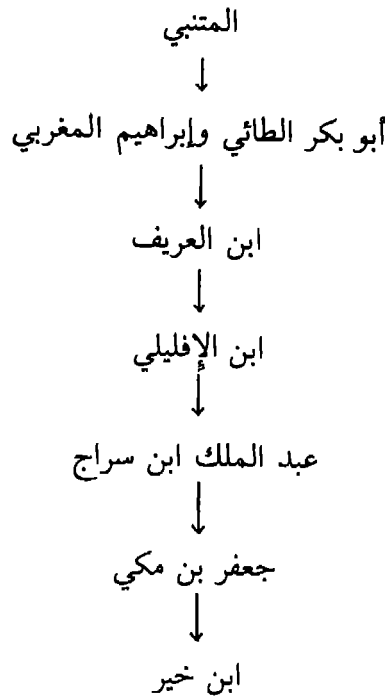 المتنبي
أبو بكر الطائي وإبراهيم المغربي
ابن العريف
ابن الإفليلي
عبد الملك ابن سراج
جعفر بن مكي
ابن خير